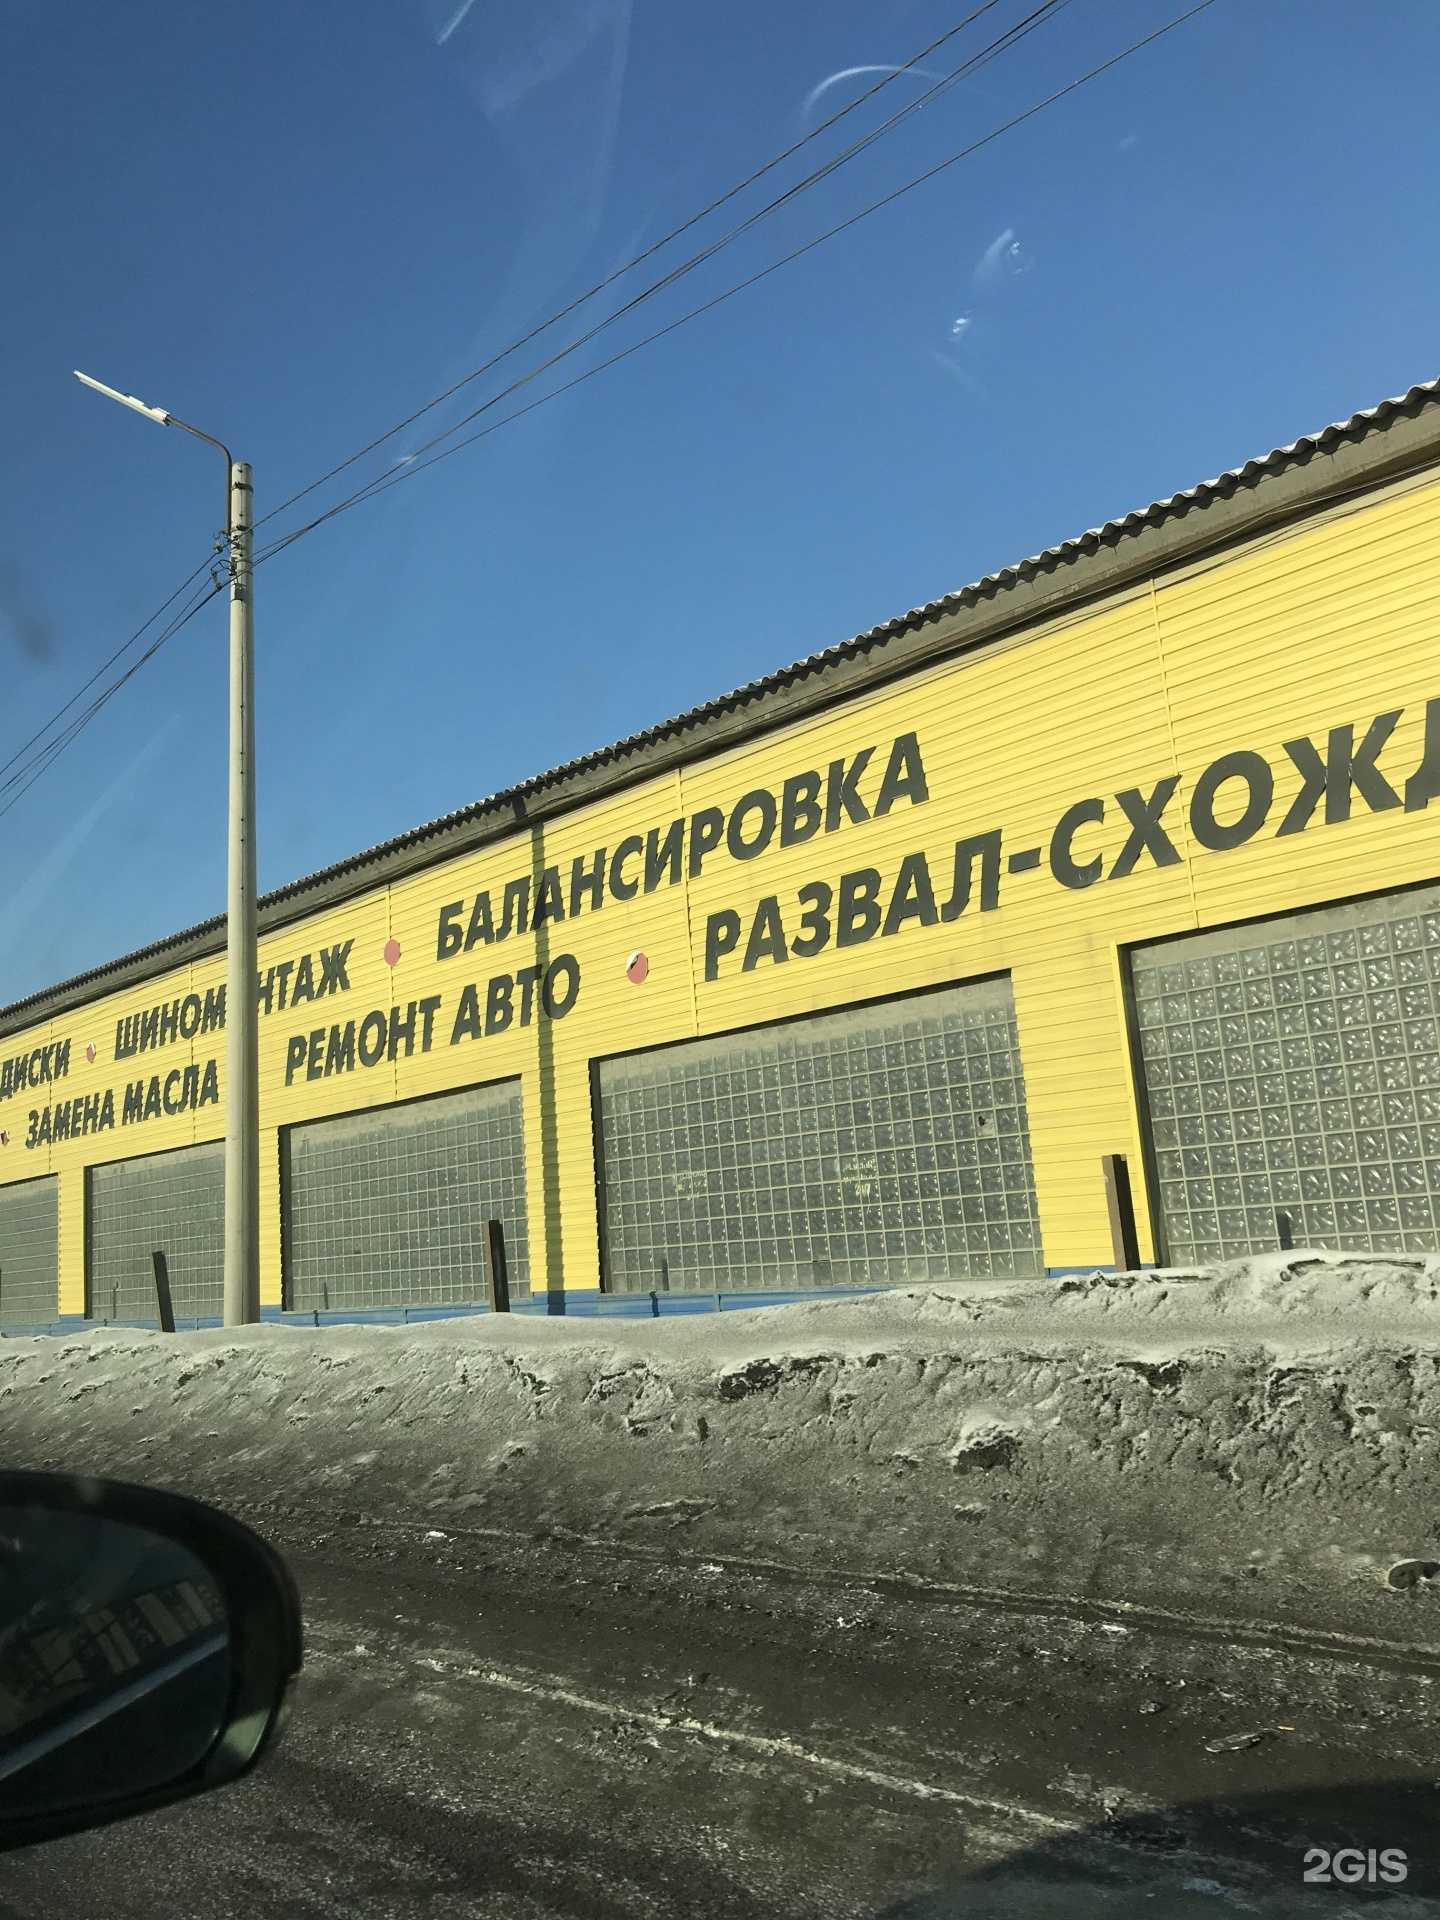 ДИСКИ ШИНОМОНТАЖ БАЛАНСИРОВКА
ЗАМЕНА МАСЛА РЕМОНТ АВТО РАЗВАЛ-СХОЖД
2GIS